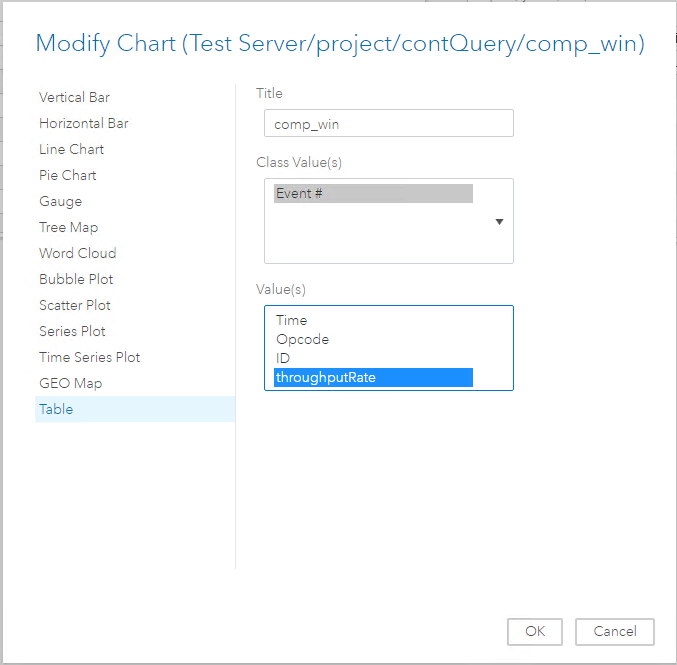 Modify Chart (Test Server/project/contQuery/comp_win)
Vertical Bar
Horizontal Bar
Line Chart
Pie Chart
Gauge
Tree Map
Word Cloud
Bubble Plot
Scatter Plot
Series Plot
Time Series Plot
GEO Map
Table
Title
comp_win
Class Value(s)
Event #
Value(s)
Time
Opcode
ID
throughputRate
OK
Cancel